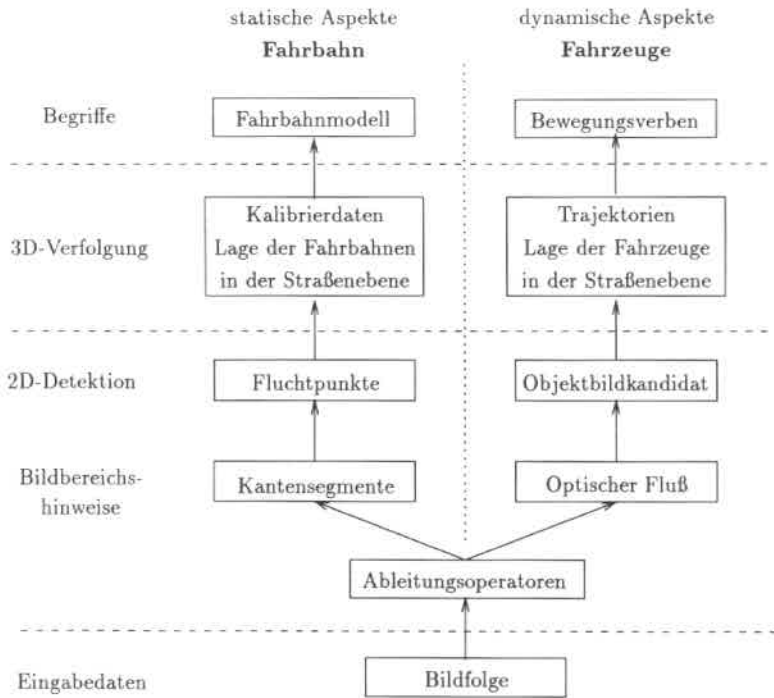 statische Aspekte
dynamische Aspekte
Fahrbahn
Fahrzeuge
Begriffe
Fahrbahnmodell
Bewegungsverben
3D-Verfolgung
Kalibrierdaten
Lage der Fahrbahnen
in der Straßenebene
Trajektorien
Lage der Fahrzeuge
in der Straßenebene
2D-Detektion
Fluchtpunkte
Objektbildkandidat
Bildbereichs-
hinweise
Kantensegmente
Optischer Fluß
Ableitungsoperatoren
Eingabedaten
Bildfolge